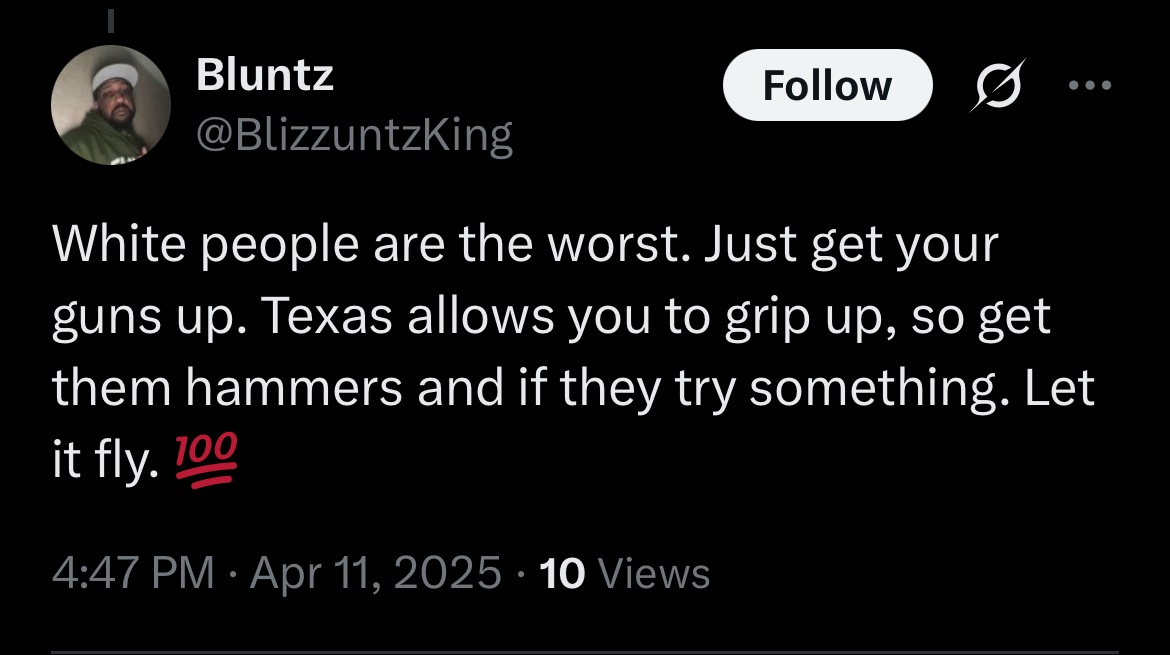 Bluntz
Follow
@BlizzuntzKing
White people are the worst. Just get your
guns up. Texas allows you to grip up, so get
them hammers and if they try something. Let
it fly. 💯
4:47 PM · Apr 11, 2025 · 10 Views